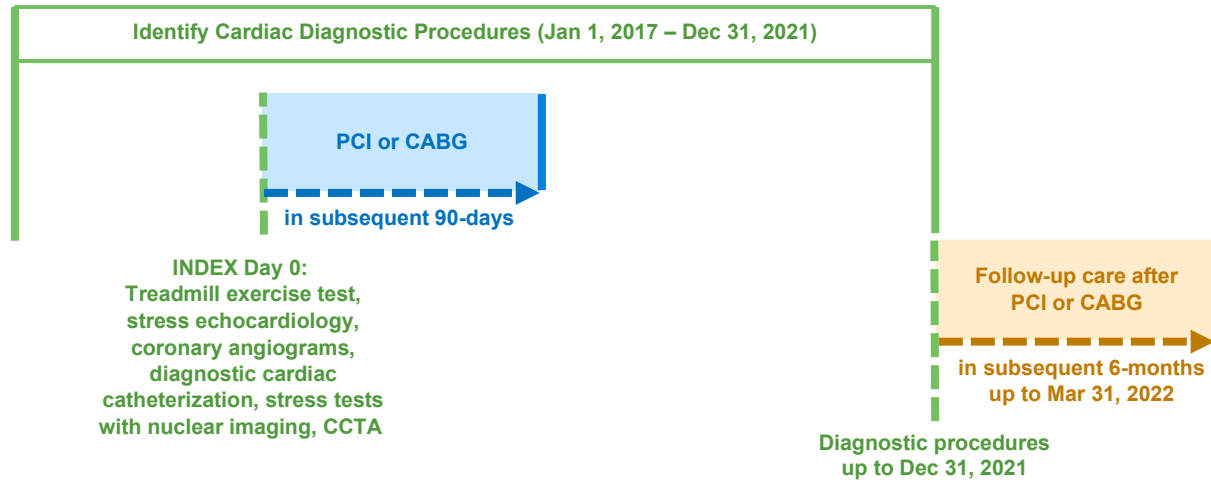 Identify Cardiac Diagnostic Procedures (Jan 1, 2017 – Dec 31, 2021)
PCI or CABG
in subsequent 90-days
INDEX Day 0:
Treadmill exercise test,
stress echocardiology,
coronary angiograms,
diagnostic cardiac
catheterization, stress tests
with nuclear imaging, CCTA
Follow-up care after
PCI or CABG
in subsequent 6-months
up to Mar 31, 2022
Diagnostic procedures
up to Dec 31, 2021